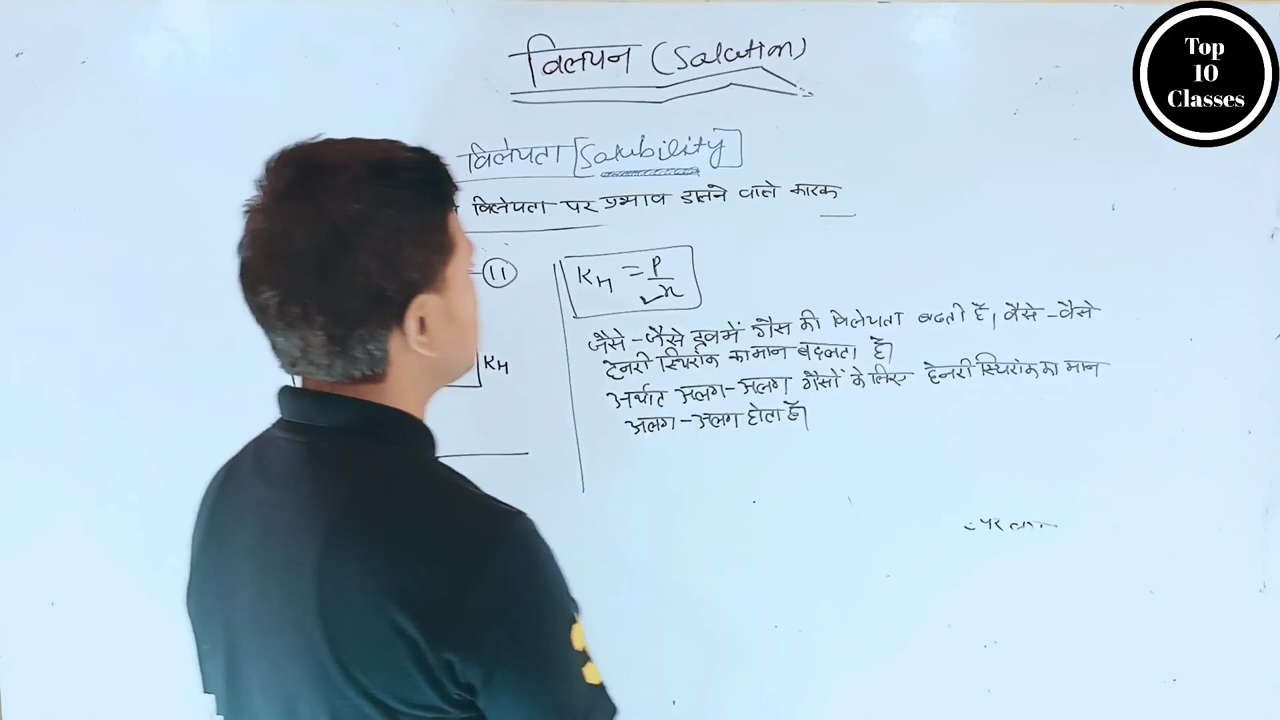 Top
10
Classes
विलयन (Solution)
विलेयता [Solubility]
विलेयता पर प्रभाव डालने वाले कारक
11
K_H = P/x
K_H
जैसे-जैसे द्रव में गैस की विलेयता बढती है, वैसे-वैसे
हेनरी स्थिरांक का मान बदलता है।
अर्थात अलग-अलग गैसों के लिए हेनरी स्थिरांक का मान
अलग-अलग होता है।